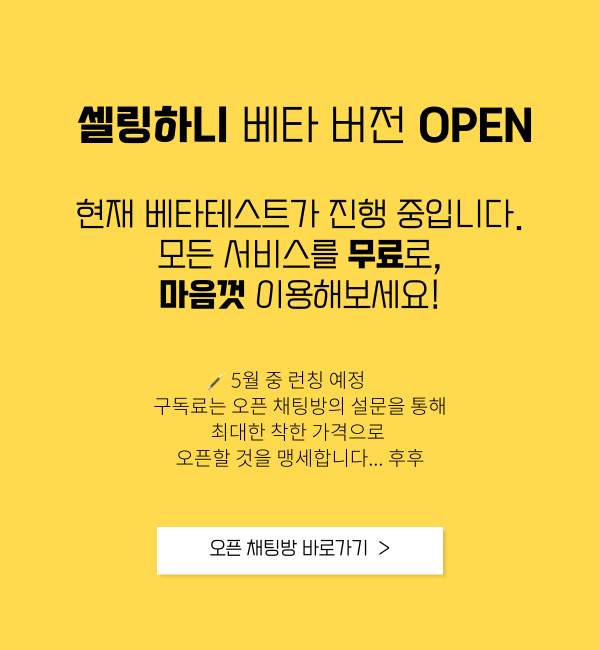 셀링하니 베타 버전 OPEN
현재 베타테스트가 진행 중입니다.
모든 서비스를 무료로,
마음껏 이용해보세요!
5월 중 런칭 예정
구독료는 오픈 채팅방의 설문을 통해
최대한 착한 가격으로
오픈할 것을 맹세합니다... 후후
오픈 채팅방 바로가기 >